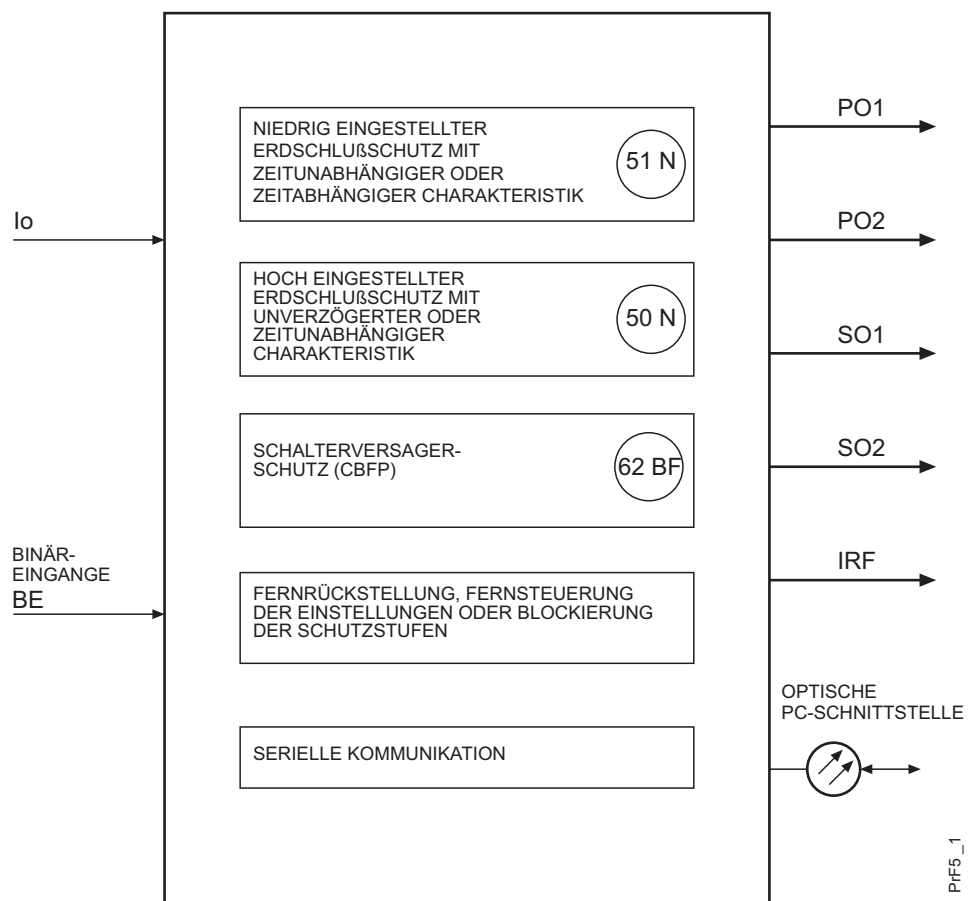 NIEDRIG EINGESTELLTER
ERDSCHLUßSCHUTZ MIT
ZEITUNABHÄNGIGER ODER
ZEITABHÄNGIGER CHARAKTERISTIK
51 N
HOCH EINGESTELLTER
ERDSCHLUßSCHUTZ MIT
UNVERZÖGERTER ODER
ZEITUNABHÄNGIGER
CHARAKTERISTIK
50 N
SCHALTERVERSAGER-
SCHUTZ (CBFP)
62 BF
FERNRÜCKSTELLUNG, FERNSTEUERUNG
DER EINSTELLUNGEN ODER BLOCKIERUNG
DER SCHUTZSTUFEN
SERIELLE KOMMUNIKATION
Io
BINÄR-
EINGANGE
BE
PO1
PO2
SO1
SO2
IRF
OPTISCHE
PC-SCHNITTSTELLE
PrF5_1